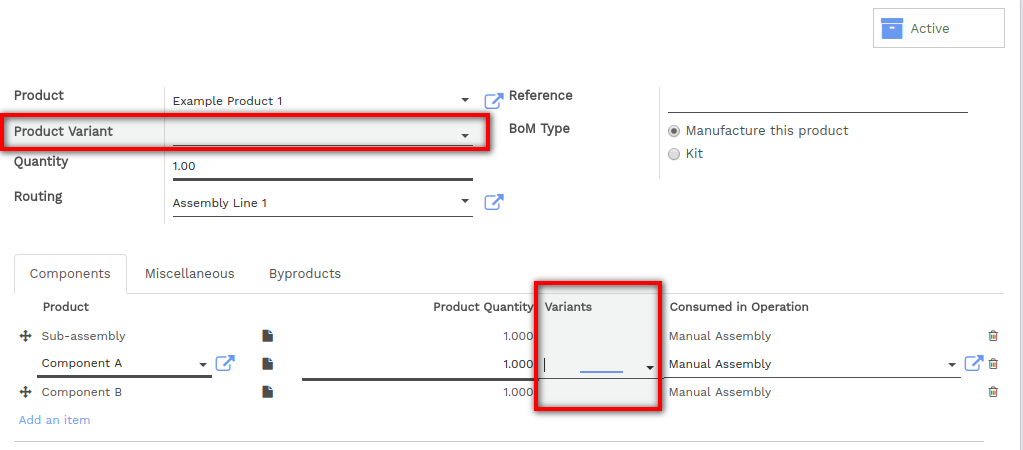 Active
Product Example Product 1 Reference
Product Variant BoM Type Manufacture this product
Quantity 1.00 Kit
Routing Assembly Line 1
Components Miscellaneous Byproducts
Product Product Quantity Variants Consumed in Operation
Sub-assembly 1.000 Manual Assembly
Component A 1.000 Manual Assembly
Component B 1.000 Manual Assembly
Add an item